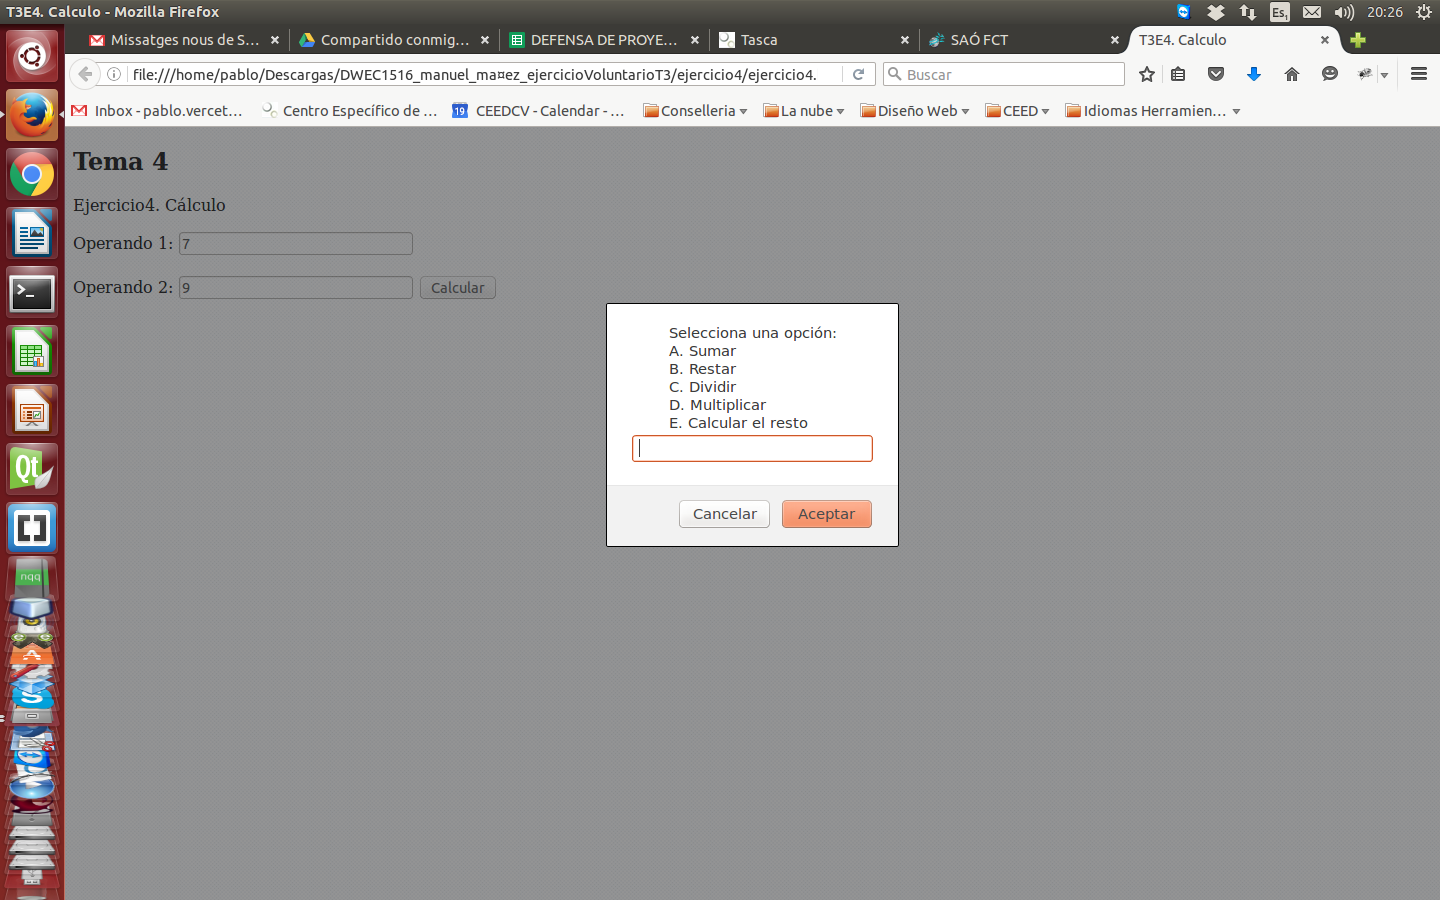 T3E4. Calculo - Mozilla Firefox
Es1
20:26
Missatges nous de S...
Compartido conmig...
DEFENSA DE PROYE...
Tasca
SAÓ FCT
T3E4. Calculo
file:///home/pablo/Descargas/DWEC1516_manuel_ma¤ez_ejercicioVoluntarioT3/ejercicio4/ejercicio4.
Buscar
Inbox - pablo.vercet...
Centro Específico de ...
19
CEEDCV - Calendar - ...
Conselleria
La nube
Diseño Web
CEED
Idiomas Herramien...
Tema 4
Ejercicio4. Cálculo
Operando 1: 7
Operando 2: 9
Calcular
Selecciona una opción:
A. Sumar
B. Restar
C. Dividir
D. Multiplicar
E. Calcular el resto
Cancelar
Aceptar
Qt
nqq